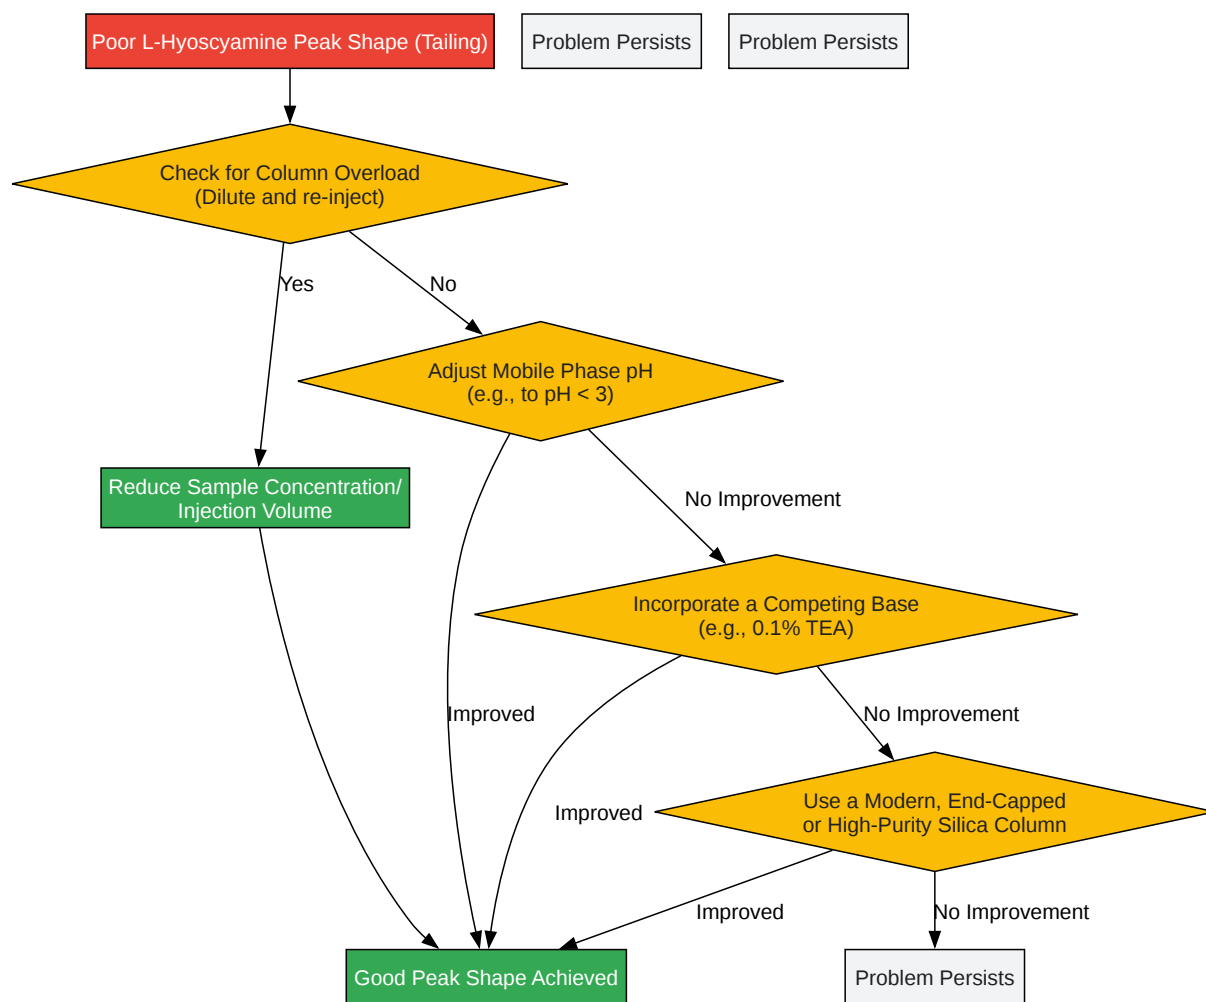 Poor L-Hyoscyamine Peak Shape (Tailing)
Problem Persists
Problem Persists
Check for Column Overload
(Dilute and re-inject)
Yes
No
Adjust Mobile Phase pH
(e.g., to pH < 3)
Reduce Sample Concentration/
Injection Volume
No Improvement
Incorporate a Competing Base
(e.g., 0.1% TEA)
Improved
No Improvement
Use a Modern, End-Capped
or High-Purity Silica Column
Improved
Improved
No Improvement
Good Peak Shape Achieved
Problem Persists